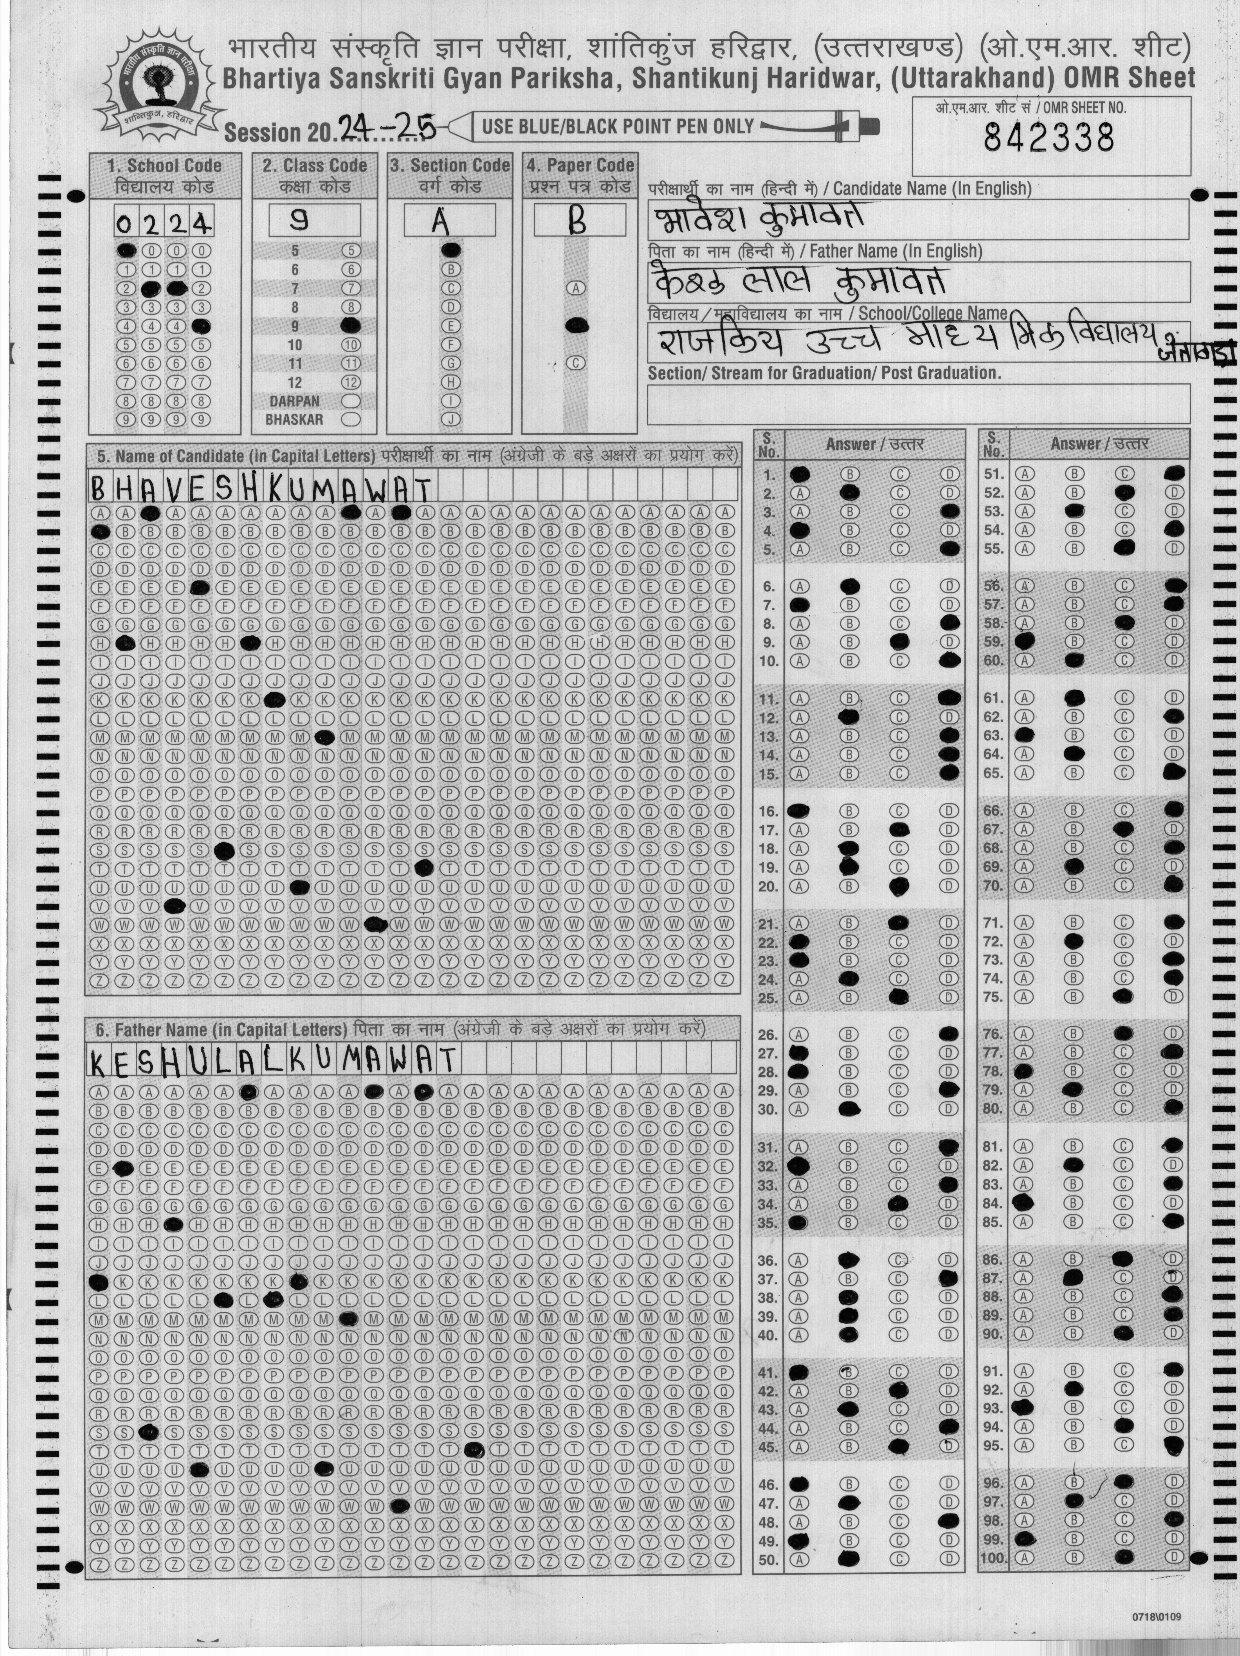 भारतीय संस्कृति ज्ञान परीक्षा, शांतिकुंज हरिद्वार, (उत्तराखण्ड) (ओ.एम.आर. शीट)
Bhartiya Sanskriti Gyan Pariksha, Shantikunj Haridwar, (Uttarakhand) OMR Sheet
Session 20.24-25
USE BLUE/BLACK POINT PEN ONLY
ओ.एम.आर. शीट सं / OMR SHEET NO.
842338
1. School Code
विद्यालय कोड
0224
2. Class Code
कक्षा कोड
9
5
6
7
8
9
10
11
12
DARPAN
BHASKAR
3. Section Code
वर्ग कोड
A
4. Paper Code
प्रश्न पत्र कोड
B
परीक्षार्थी का नाम (हिन्दी में) / Candidate Name (In English)
भावेश कुमावत
पिता का नाम (हिन्दी में) / Father Name (In English)
लाल कुमावत
विद्यालय/महाविद्यालय का नाम / School/College Name
राजकिय उच्च माध्यमिक विद्यालय
Section/ Stream for Graduation/ Post Graduation.
5. Name of Candidate (in Capital Letters) परीक्षार्थी का नाम (अंग्रेजी के बड़े अक्षरों का प्रयोग करें)
BHAVESHKUMAWAT
6. Father Name (in Capital Letters) पिता का नाम (अंग्रेजी के बड़े अक्षरों का प्रयोग करें)
KESHULALKUMAWAT
S. No. Answer / उत्तर
S. No. Answer / उत्तर
0718\0109